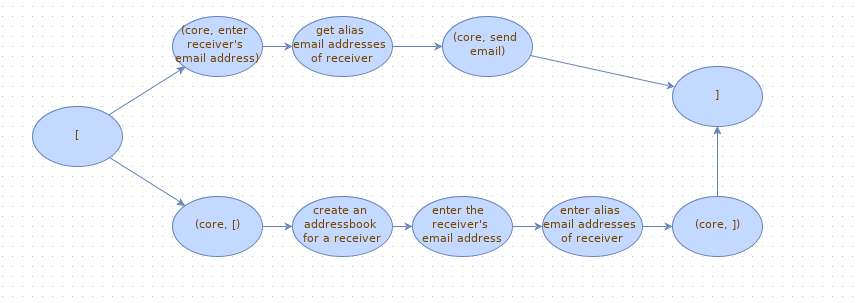 (core, enter
receiver's
email address)
get alias
email addresses
of receiver
(core, send
email)
]
[
(core, [)
create an
addressbook
for a receiver
enter the
receiver's
email address
enter alias
email addresses
of receiver
(core, ])